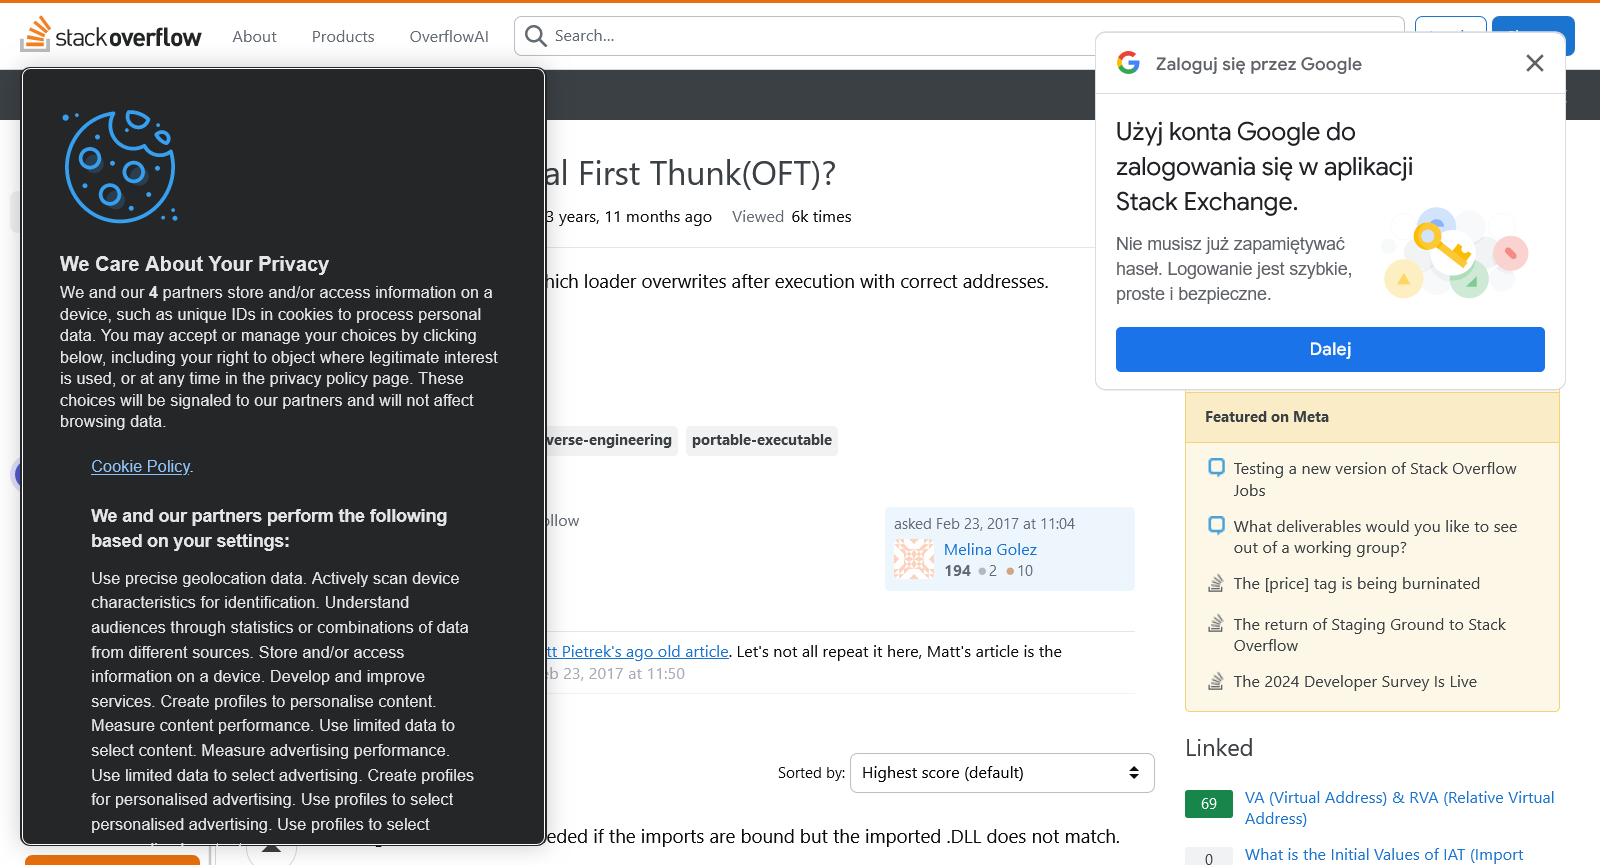 stackoverflow
About
Products
OverflowAI
Search...
Zaloguj się przez Google
Użyj konta Google do
zalogowania się w aplikacji
Stack Exchange.
Nie musisz już zapamiętywać
haseł. Logowanie jest szybkie,
proste i bezpieczne.
Dalej
We Care About Your Privacy
We and our 4 partners store and/or access information on a
device, such as unique IDs in cookies to process personal
data. You may accept or manage your choices by clicking
below, including your right to object where legitimate interest
is used, or at any time in the privacy policy page. These
choices will be signaled to our partners and will not affect
browsing data.
Cookie Policy.
We and our partners perform the following
based on your settings:
Use precise geolocation data. Actively scan device
characteristics for identification. Understand
audiences through statistics or combinations of data
from different sources. Store and/or access
information on a device. Develop and improve
services. Create profiles to personalise content.
Measure content performance. Use limited data to
select content. Measure advertising performance.
Use limited data to select advertising. Create profiles
for personalised advertising. Use profiles to select
personalised advertising. Use profiles to select
al First Thunk(OFT)?
3 years, 11 months ago Viewed 6k times
hich loader overwrites after execution with correct addresses.
verse-engineering portable-executable
ollow
asked Feb 23, 2017 at 11:04
Melina Golez
194 2 10
tt Pietrek's ago old article. Let's not all repeat it here, Matt's article is the
eb 23, 2017 at 11:50
Sorted by: Highest score (default)
eded if the imports are bound but the imported .DLL does not match.
Featured on Meta
Testing a new version of Stack Overflow
Jobs
What deliverables would you like to see
out of a working group?
The [price] tag is being burninated
The return of Staging Ground to Stack
Overflow
The 2024 Developer Survey Is Live
Linked
69 VA (Virtual Address) & RVA (Relative Virtual
Address)
0 What is the Initial Values of IAT (Import